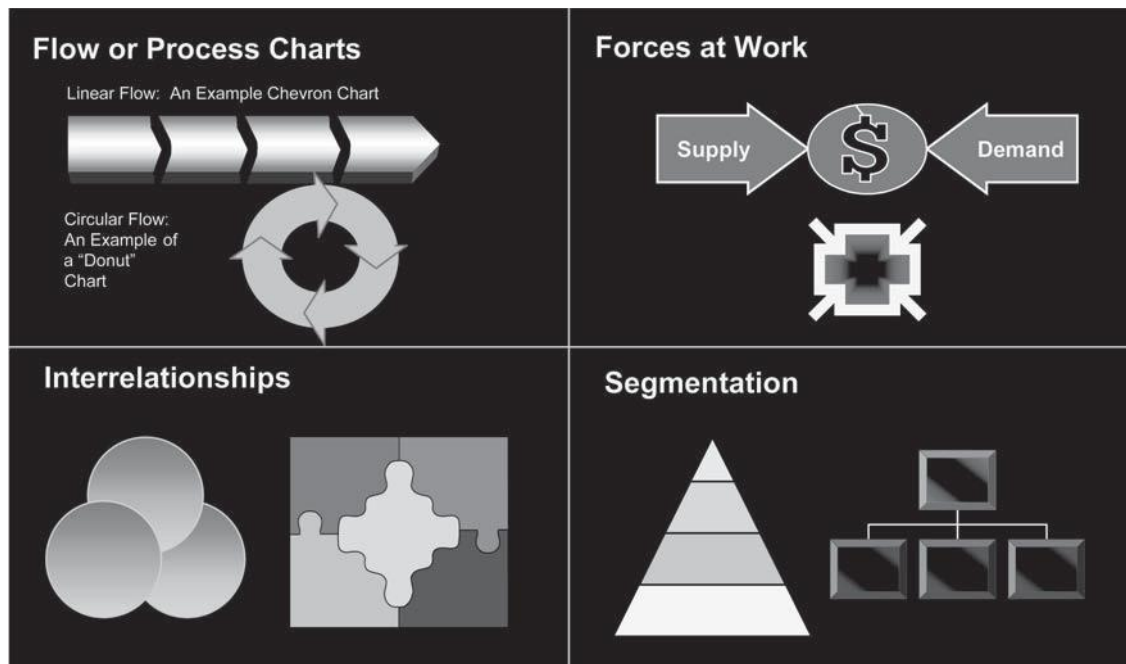 Flow or Process Charts
Linear Flow: An Example Chevron Chart
Circular Flow:
An Example of
a “Donut”
Chart
Forces at Work
Supply
$
Demand
Interrelationships
Segmentation